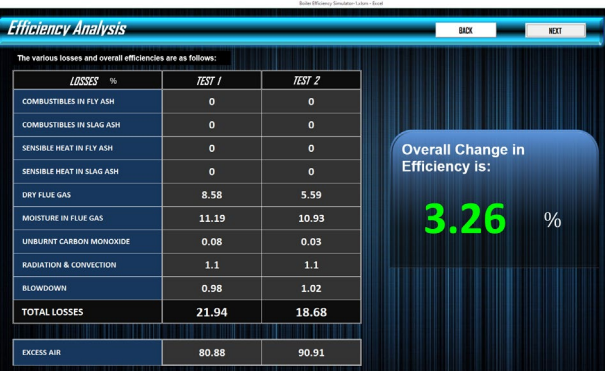 Boiler Efficiency Simulator 1.xlsm - Excel
Efficiency Analysis
BACK
NEXT
The various losses and overall efficiencies are as follows:
LOSSES % TEST 1 TEST 2
COMBUSTIBLES IN FLY ASH 0 0
COMBUSTIBLES IN SLAG ASH 0 0
SENSIBLE HEAT IN FLY ASH 0 0
SENSIBLE HEAT IN SLAG ASH 0 0
DRY FLUE GAS 8.58 5.59
MOISTURE IN FLUE GAS 11.19 10.93
UNBURNT CARBON MONOXIDE 0.08 0.03
RADIATION & CONVECTION 1.1 1.1
BLOWDOWN 0.98 1.02
TOTAL LOSSES 21.94 18.68
EXCESS AIR 80.88 90.91
Overall Change in
Efficiency is:
3.26 %